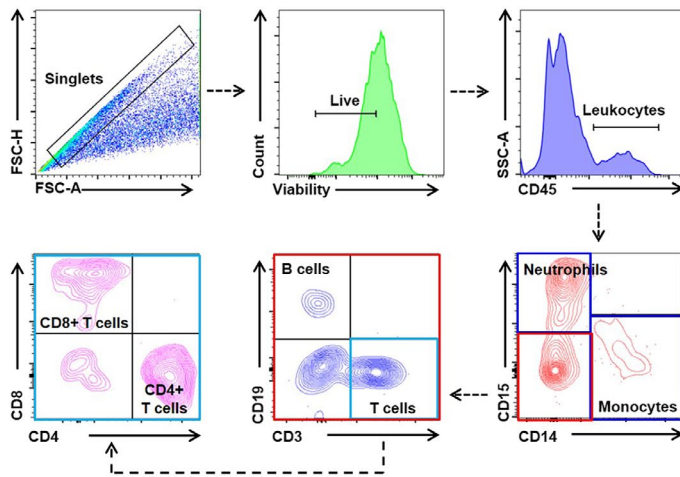 FSC-H
Singlets
FSC-A
Count
Live
Viability
SSC-A
Leukocytes
CD45
CD8
CD8+ T cells
CD4+
T cells
CD4
CD19
B cells
T cells
CD3
CD15
Neutrophils
Monocytes
CD14